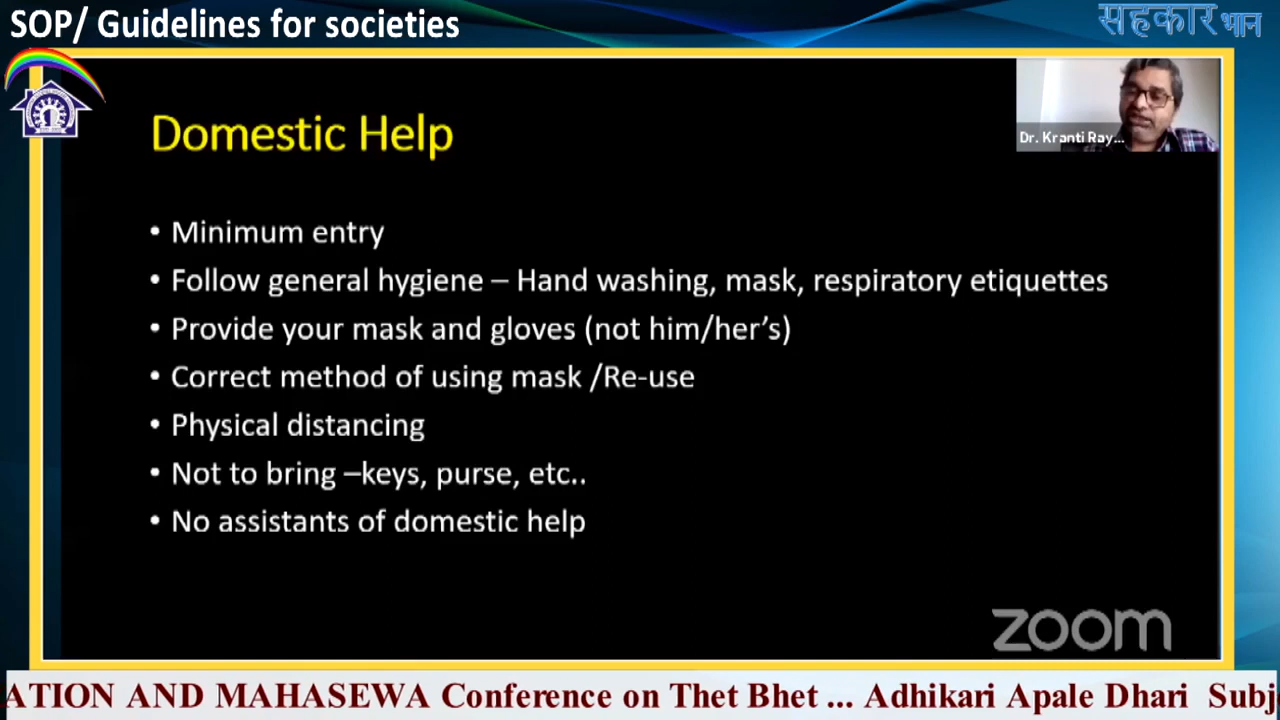 SOP/ Guidelines for societies
सहकार भान
Dr. Kranti Ray...
Domestic Help
• Minimum entry
• Follow general hygiene – Hand washing, mask, respiratory etiquettes
• Provide your mask and gloves (not him/her’s)
• Correct method of using mask /Re-use
• Physical distancing
• Not to bring –keys, purse, etc..
• No assistants of domestic help
zoom
ATION AND MAHASEWA Conference on Thet Bhet ... Adhikari Apale Dhari Subj